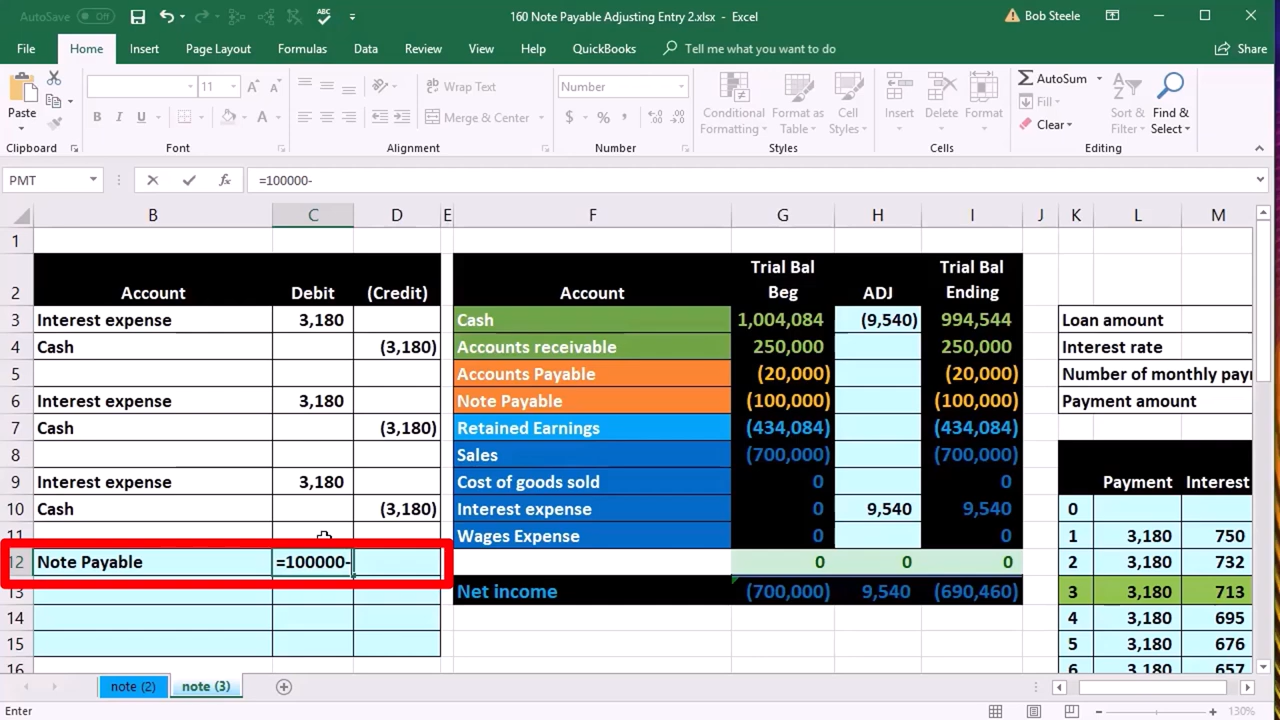 AutoSave Off 160 Note Payable Adjusting Entry 2.xlsx - Excel Bob Steele
File Home Insert Page Layout Formulas Data Review View Help QuickBooks Tell me what you want to do Share
Paste 11 Wrap Text Number AutoSum
B I U A Merge & Center $ % , Conditional Formatting Format as Table Cell Styles Insert Delete Format Fill Clear Sort & Filter Find & Select
Clipboard Font Alignment Number Styles Cells Editing
PMT fx =100000-
B C D E F G H I J K L M
1
2 Account Debit (Credit) Account Trial Bal Beg ADJ Trial Bal Ending
3 Interest expense 3,180 Cash 1,004,084 (9,540) 994,544 Loan amount
4 Cash (3,180) Accounts receivable 250,000 250,000 Interest rate
5 Accounts Payable (20,000) (20,000) Number of monthly payr
6 Interest expense 3,180 Note Payable (100,000) (100,000) Payment amount
7 Cash (3,180) Retained Earnings (434,084) (434,084)
8 Sales (700,000) (700,000)
9 Interest expense 3,180 Cost of goods sold 0 0 Payment Interest
10 Cash (3,180) Interest expense 0 9,540 9,540 0
11 Wages Expense 0 0 1 3,180 750
12 Note Payable =100000- 0 0 0 2 3,180 732
13 Net income (700,000) 9,540 (690,460) 3 3,180 713
14 4 3,180 695
15 5 3,180 676
16 6 3,180 657
note (2) note (3)
Enter 130%